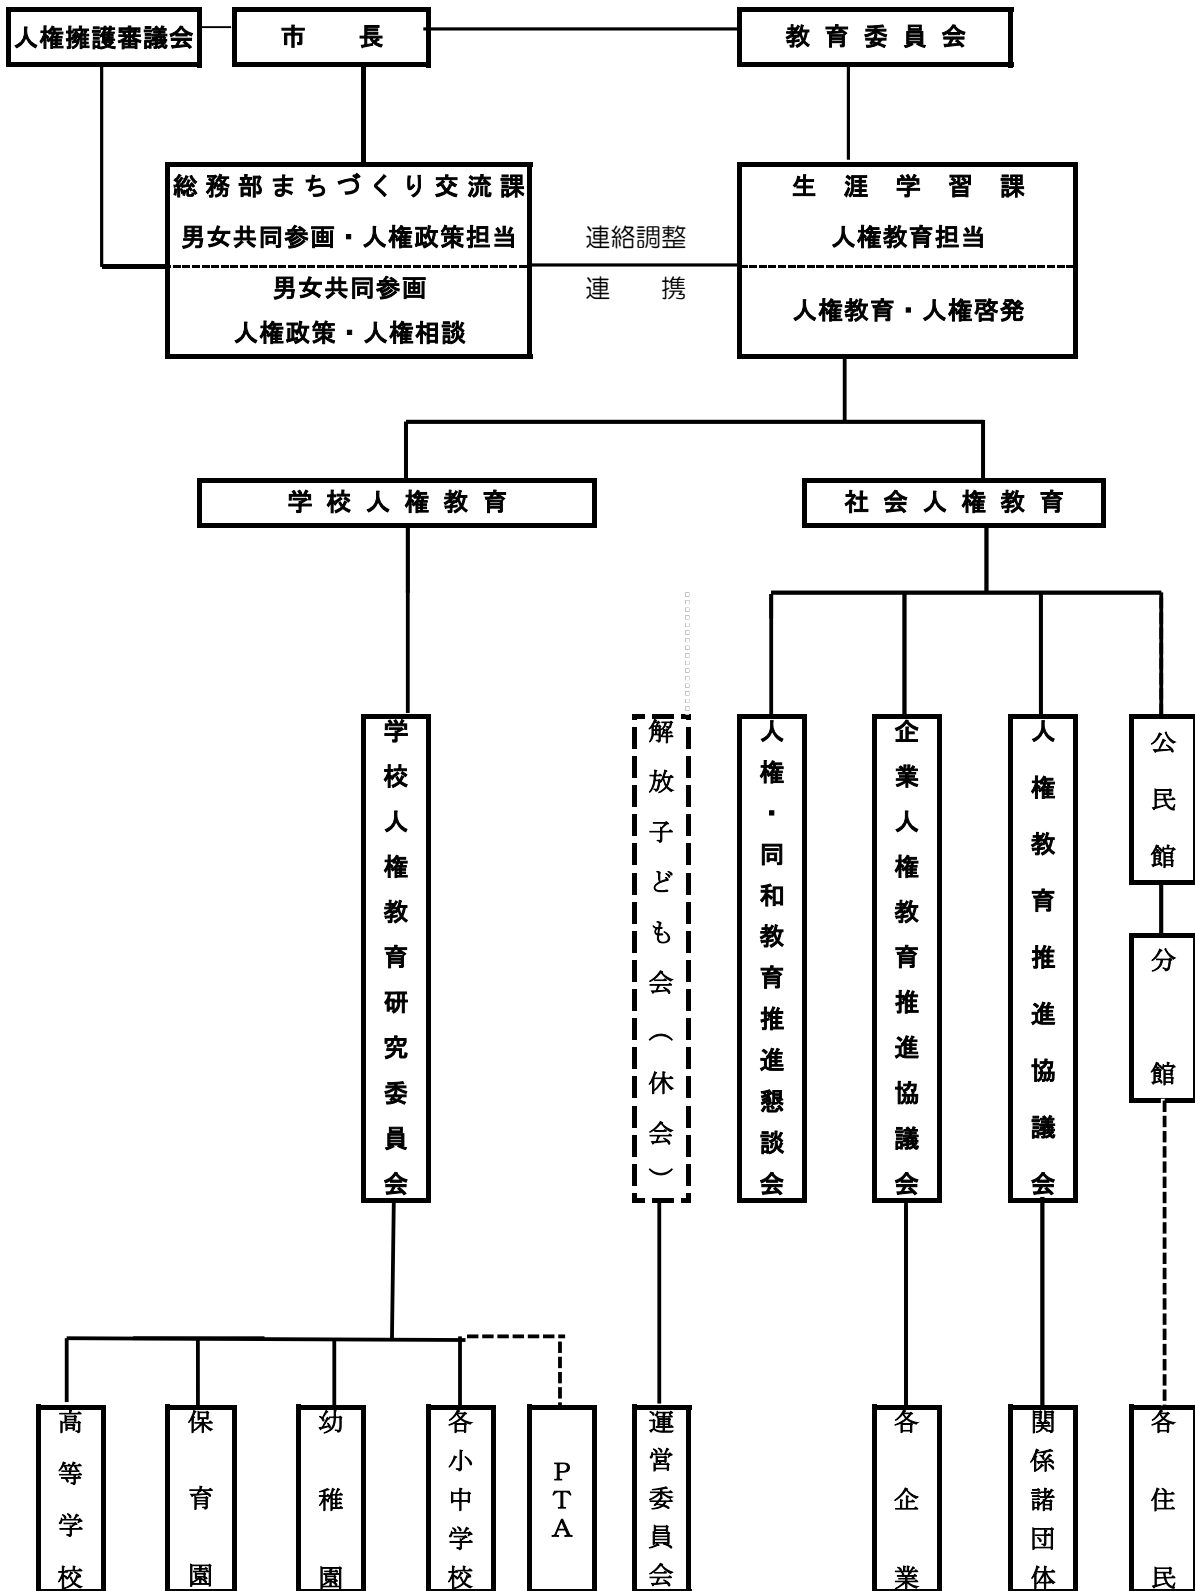 人権擁護審議会
市　長
教育委員会
総務部まちづくり交流課
男女共同参画・人権政策担当
男女共同参画
人権政策・人権相談
連絡調整
連　携
生涯学習課
人権教育担当
人権教育・人権啓発
学校人権教育
社会人権教育
学校人権教育研究委員会
解放子ども会（休会）
人権・同和教育推進懇談会
企業人権教育推進協議会
人権教育推進協議会
公民館
分館
高等学校
保育園
幼稚園
各小中学校
PTA
運営委員会
各企業
関係諸団体
各住民